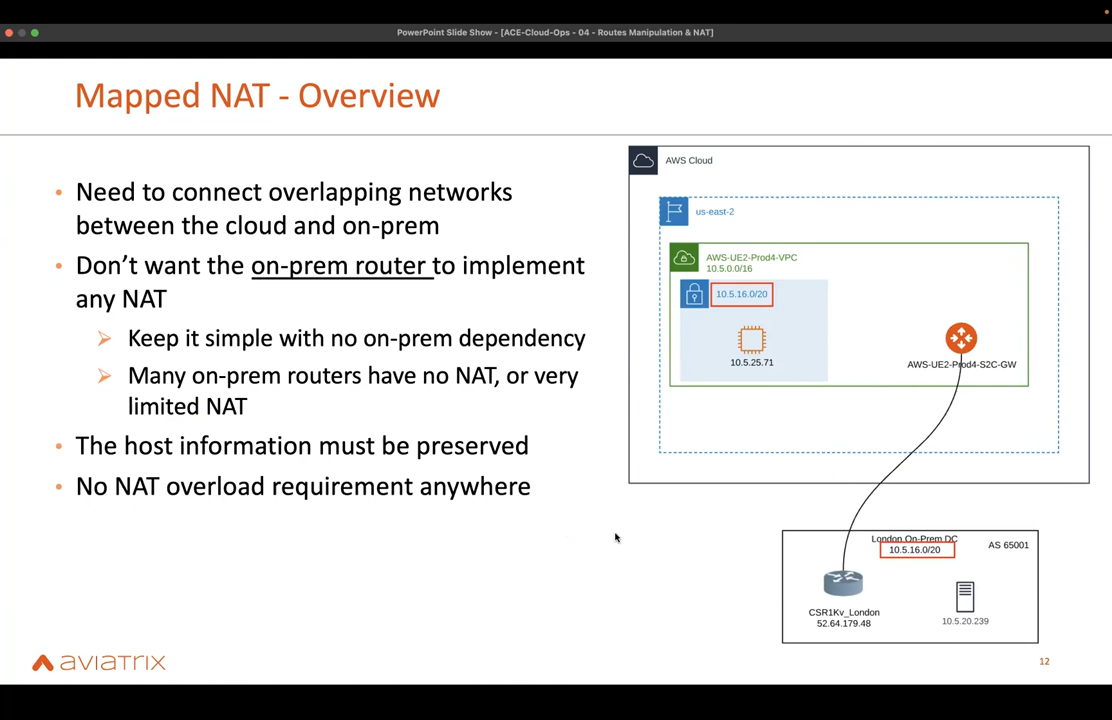 PowerPoint Slide Show - [ACE-Cloud-Ops - 04 - Routes Manipulation & NAT]
Mapped NAT - Overview
• Need to connect overlapping networks
between the cloud and on-prem
• Don’t want the on-prem router to implement
any NAT
➢ Keep it simple with no on-prem dependency
➢ Many on-prem routers have no NAT, or very
limited NAT
• The host information must be preserved
• No NAT overload requirement anywhere
AWS Cloud
us-east-2
AWS-UE2-Prod4-VPC
10.5.0.0/16
10.5.16.0/20
10.5.25.71
AWS-UE2-Prod4-S2C-GW
London On-Prem DC
10.5.16.0/20
AS 65001
CSR1Kv_London
52.64.179.48
10.5.20.239
aviatrix
12